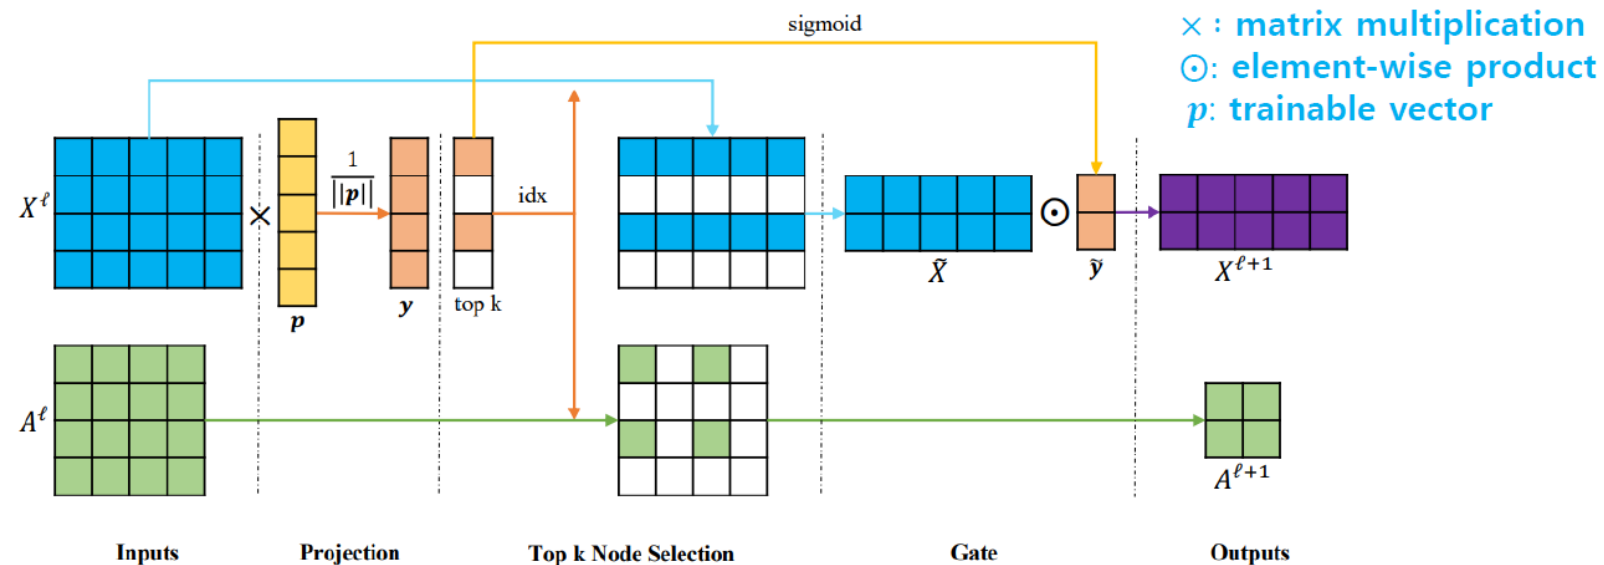 sigmoid
× : matrix multiplication
⊙: element-wise product
p: trainable vector
X^ℓ
×
1
||p||
idx
⊙
p
y
top k
X̃
ỹ
X^{ℓ+1}
A^ℓ
A^{ℓ+1}
Inputs
Projection
Top k Node Selection
Gate
Outputs